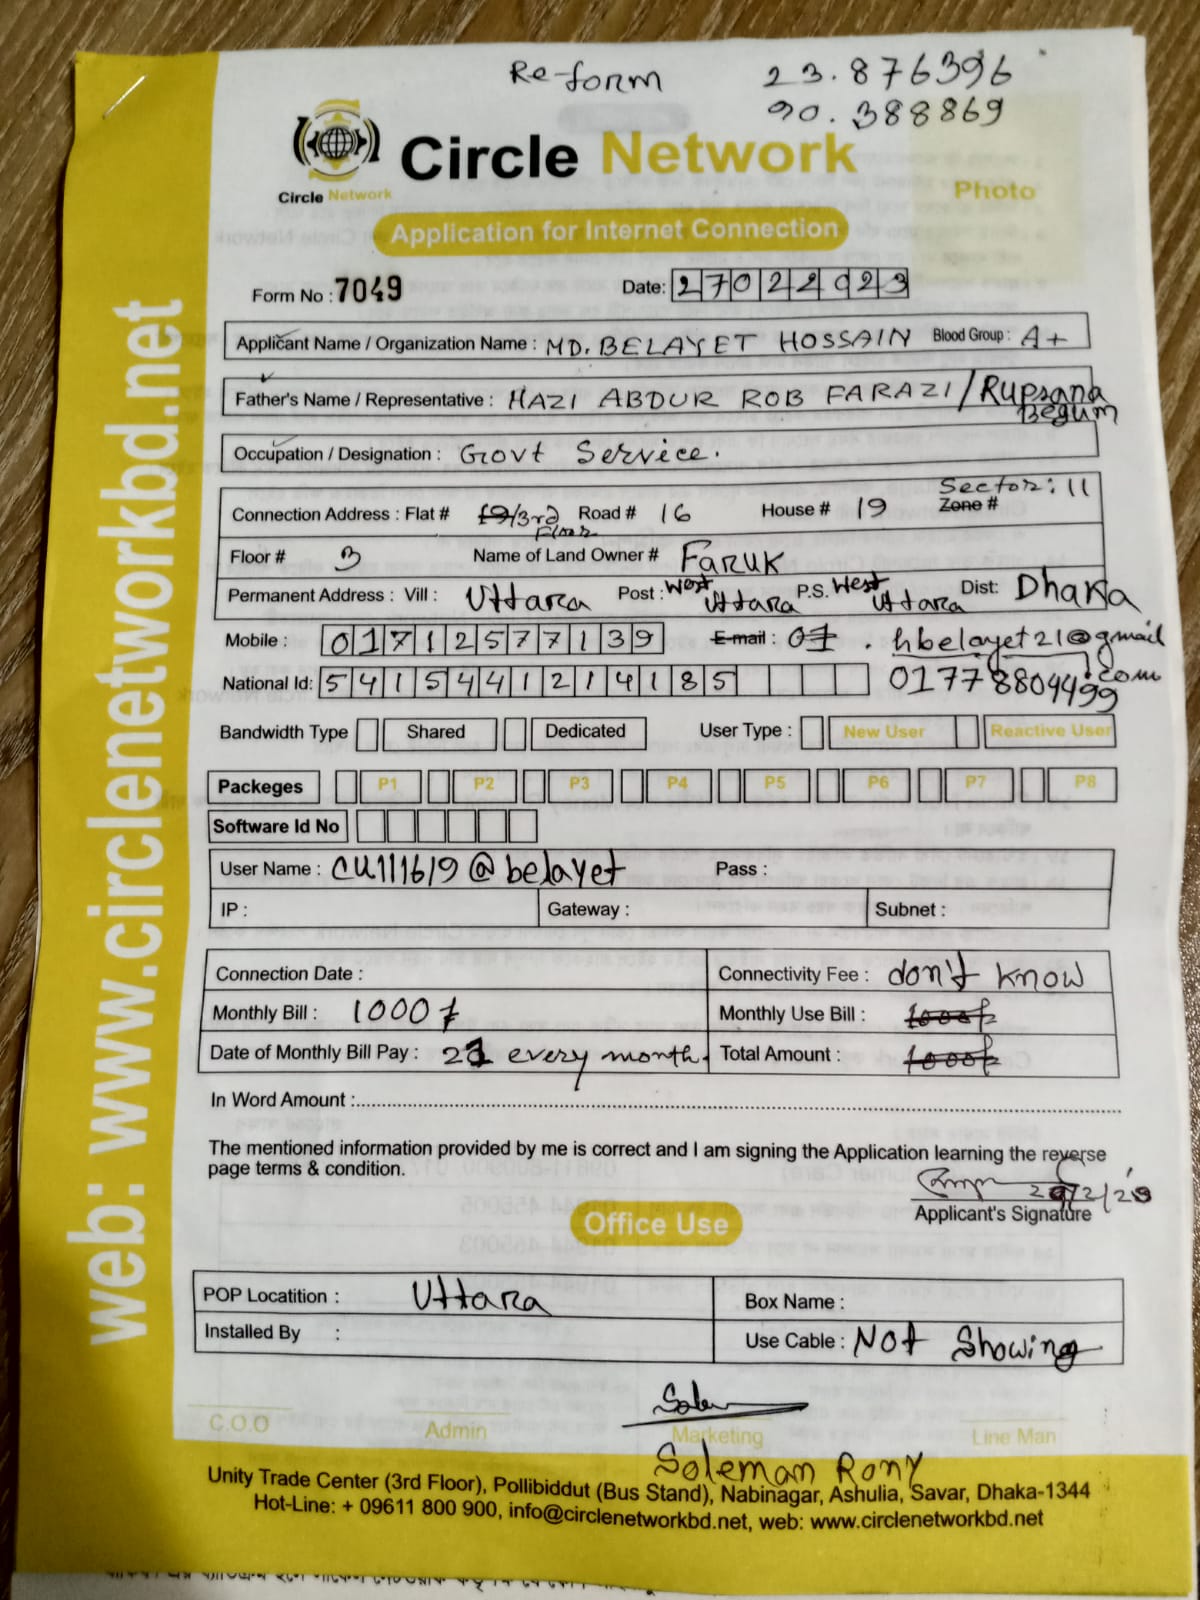 Re-form 23.876396
90.388869
Circle Network
Circle Network
Photo
Application for Internet Connection
Form No : 7049 Date: 27022023
Applicant Name / Organization Name : MD. BELAYET HOSSAIN Blood Group : A+
Father's Name / Representative : HAZI ABDUR ROB FARAZI / Rupsana Begum
Occupation / Designation : Govt Service.
Sector: 11
Connection Address : Flat # 19/3rd Floor Road # 16 House # 19 Zone #
Floor # 3 Name of Land Owner # FARUK
Permanent Address : Vill : Uttara Post : West Uttara P.S. West Uttara Dist: Dhaka
Mobile : 01712577139 E-mail : 01 . hbelayet21@gmail.com
National Id: 5415441214185 01778804499
Bandwidth Type Shared Dedicated User Type : New User Reactive User
Packeges P1 P2 P3 P4 P5 P6 P7 P8
Software Id No
User Name : CU111619@belayet Pass :
IP : Gateway : Subnet :
Connection Date : Connectivity Fee : don't know
Monthly Bill : 1000/ Monthly Use Bill : 1000/
Date of Monthly Bill Pay : 21 every month. Total Amount : 1000/
In Word Amount :
The mentioned information provided by me is correct and I am signing the Application learning the reverse
page terms & condition.
Applicant's Signature
Office Use
POP Locatition : Uttara Box Name :
Installed By : Use Cable : Not Showing
C.O.O Admin Marketing Line Man
Soleman Rony
Unity Trade Center (3rd Floor), Pollibiddut (Bus Stand), Nabinagar, Ashulia, Savar, Dhaka-1344
Hot-Line: + 09611 800 900, info@circlenetworkbd.net, web: www.circlenetworkbd.net
web: www.circlenetworkbd.net